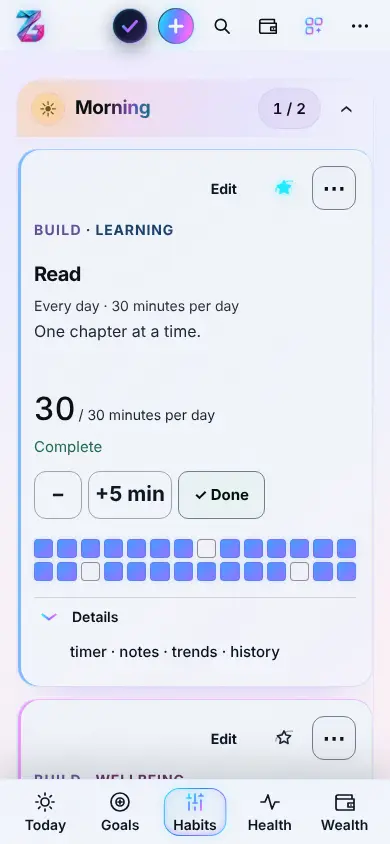 Morning
1 / 2
Edit
BUILD · LEARNING
Read
Every day · 30 minutes per day
One chapter at a time.
30 / 30 minutes per day
Complete
− +5 min ✓ Done
Details
timer · notes · trends · history
Edit
BUILD · WELLBEING
Today Goals Habits Health Wealth